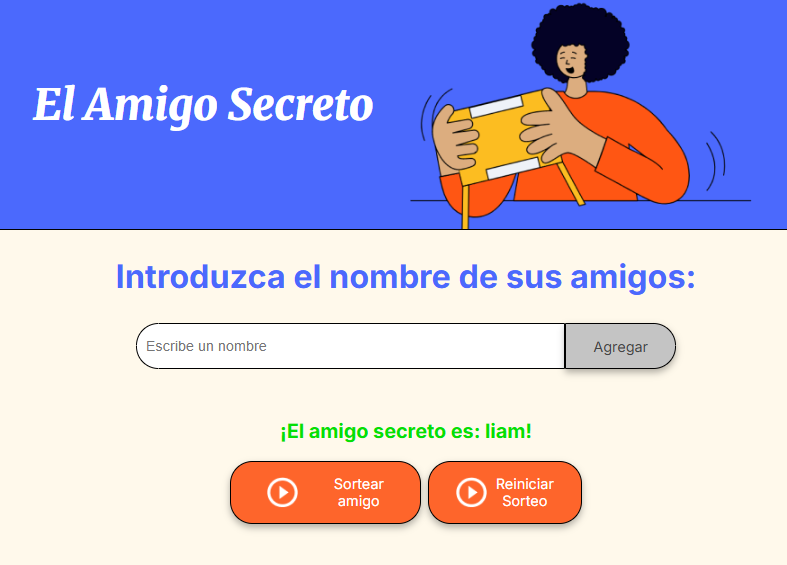 El Amigo Secreto
Introduzca el nombre de sus amigos:
Escribe un nombre
Agregar
¡El amigo secreto es: liam!
Sortear
amigo
Reiniciar
Sorteo